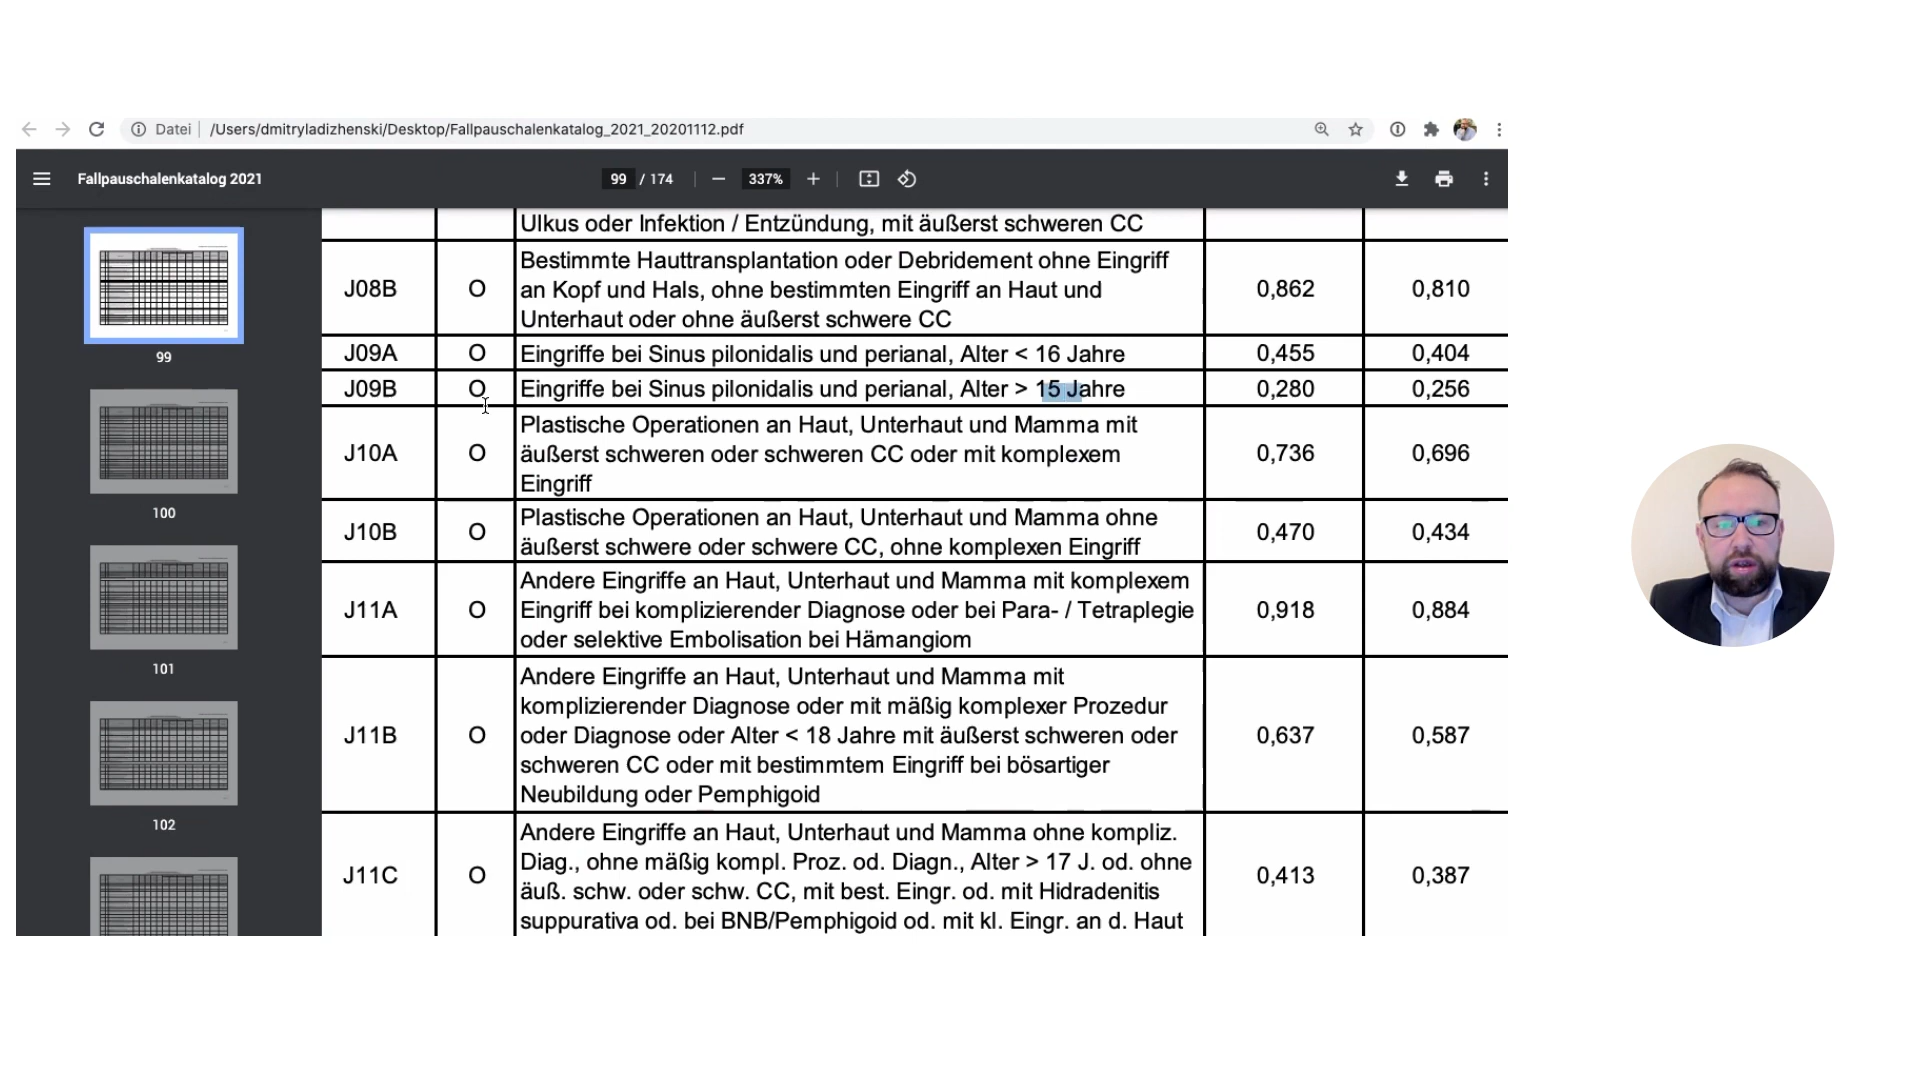 Datei | /Users/dmitryladizhenski/Desktop/Fallpauschalenkatalog_2021_20201112.pdf
Fallpauschalenkatalog 2021
99 / 174
337%
99
100
101
102
Ulkus oder Infektion / Entzündung, mit äußerst schweren CC
J08B O Bestimmte Hauttransplantation oder Debridement ohne Eingriff
an Kopf und Hals, ohne bestimmten Eingriff an Haut und
Unterhaut oder ohne äußerst schwere CC
0,862 0,810
J09A O Eingriffe bei Sinus pilonidalis und perianal, Alter < 16 Jahre 0,455 0,404
J09B O Eingriffe bei Sinus pilonidalis und perianal, Alter > 15 Jahre 0,280 0,256
J10A O Plastische Operationen an Haut, Unterhaut und Mamma mit
äußerst schweren oder schweren CC oder mit komplexem
Eingriff
0,736 0,696
J10B O Plastische Operationen an Haut, Unterhaut und Mamma ohne
äußerst schwere oder schwere CC, ohne komplexen Eingriff
0,470 0,434
J11A O Andere Eingriffe an Haut, Unterhaut und Mamma mit komplexem
Eingriff bei komplizierender Diagnose oder bei Para- / Tetraplegie
oder selektive Embolisation bei Hämangiom
0,918 0,884
J11B O Andere Eingriffe an Haut, Unterhaut und Mamma mit
komplizierender Diagnose oder mit mäßig komplexer Prozedur
oder Diagnose oder Alter < 18 Jahre mit äußerst schweren oder
schweren CC oder mit bestimmtem Eingriff bei bösartiger
Neubildung oder Pemphigoid
0,637 0,587
J11C O Andere Eingriffe an Haut, Unterhaut und Mamma ohne kompliz.
Diag., ohne mäßig kompl. Proz. od. Diagn., Alter > 17 J. od. ohne
äuß. schw. oder schw. CC, mit best. Eingr. od. mit Hidradenitis
suppurativa od. bei BNB/Pemphigoid od. mit kl. Eingr. an d. Haut
0,413 0,387